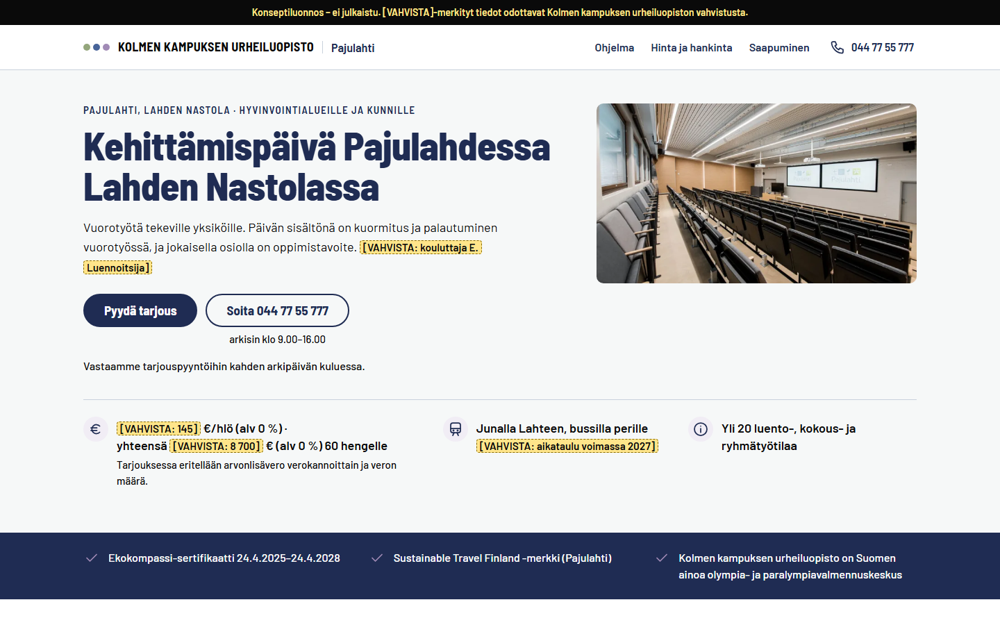 Konseptiluonnos – ei julkaistu. [VAHVISTA]-merkityt tiedot odottavat Kolmen kampuksen urheiluopiston vahvistusta.
KOLMEN KAMPUKSEN URHEILUOPISTO Pajulahti
Ohjelma Hinta ja hankinta Saapuminen 044 77 55 777
PAJULAHTI, LAHDEN NASTOLA · HYVINVOINTIALUEILLE JA KUNNILLE
Kehittämispäivä Pajulahdessa
Lahden Nastolassa
Vuorotyötä tekeville yksiköille. Päivän sisältönä on kuormitus ja palautuminen
vuorotyössä, ja jokaisella osiolla on oppimistavoite. [VAHVISTA: kouluttaja E.
Luennoitsija]
Pyydä tarjous
Soita 044 77 55 777
arkisin klo 9.00–16.00
Vastaamme tarjouspyyntöihin kahden arkipäivän kuluessa.
Pajulahti
[VAHVISTA: 145] €/hlö (alv 0 %) ·
yhteensä [VAHVISTA: 8 700] € (alv 0 %) 60 hengelle
Tarjouksessa eritellään arvonlisävero verokannoittain ja veron
määrä.
Junalla Lahteen, bussilla perille
[VAHVISTA: aikataulu voimassa 2027]
Yli 20 luento-, kokous- ja
ryhmätyötilaa
Ekokompassi-sertifikaatti 24.4.2025–24.4.2028
Sustainable Travel Finland -merkki (Pajulahti)
Kolmen kampuksen urheiluopisto on Suomen
ainoa olympia- ja paralympiavalmennuskeskus